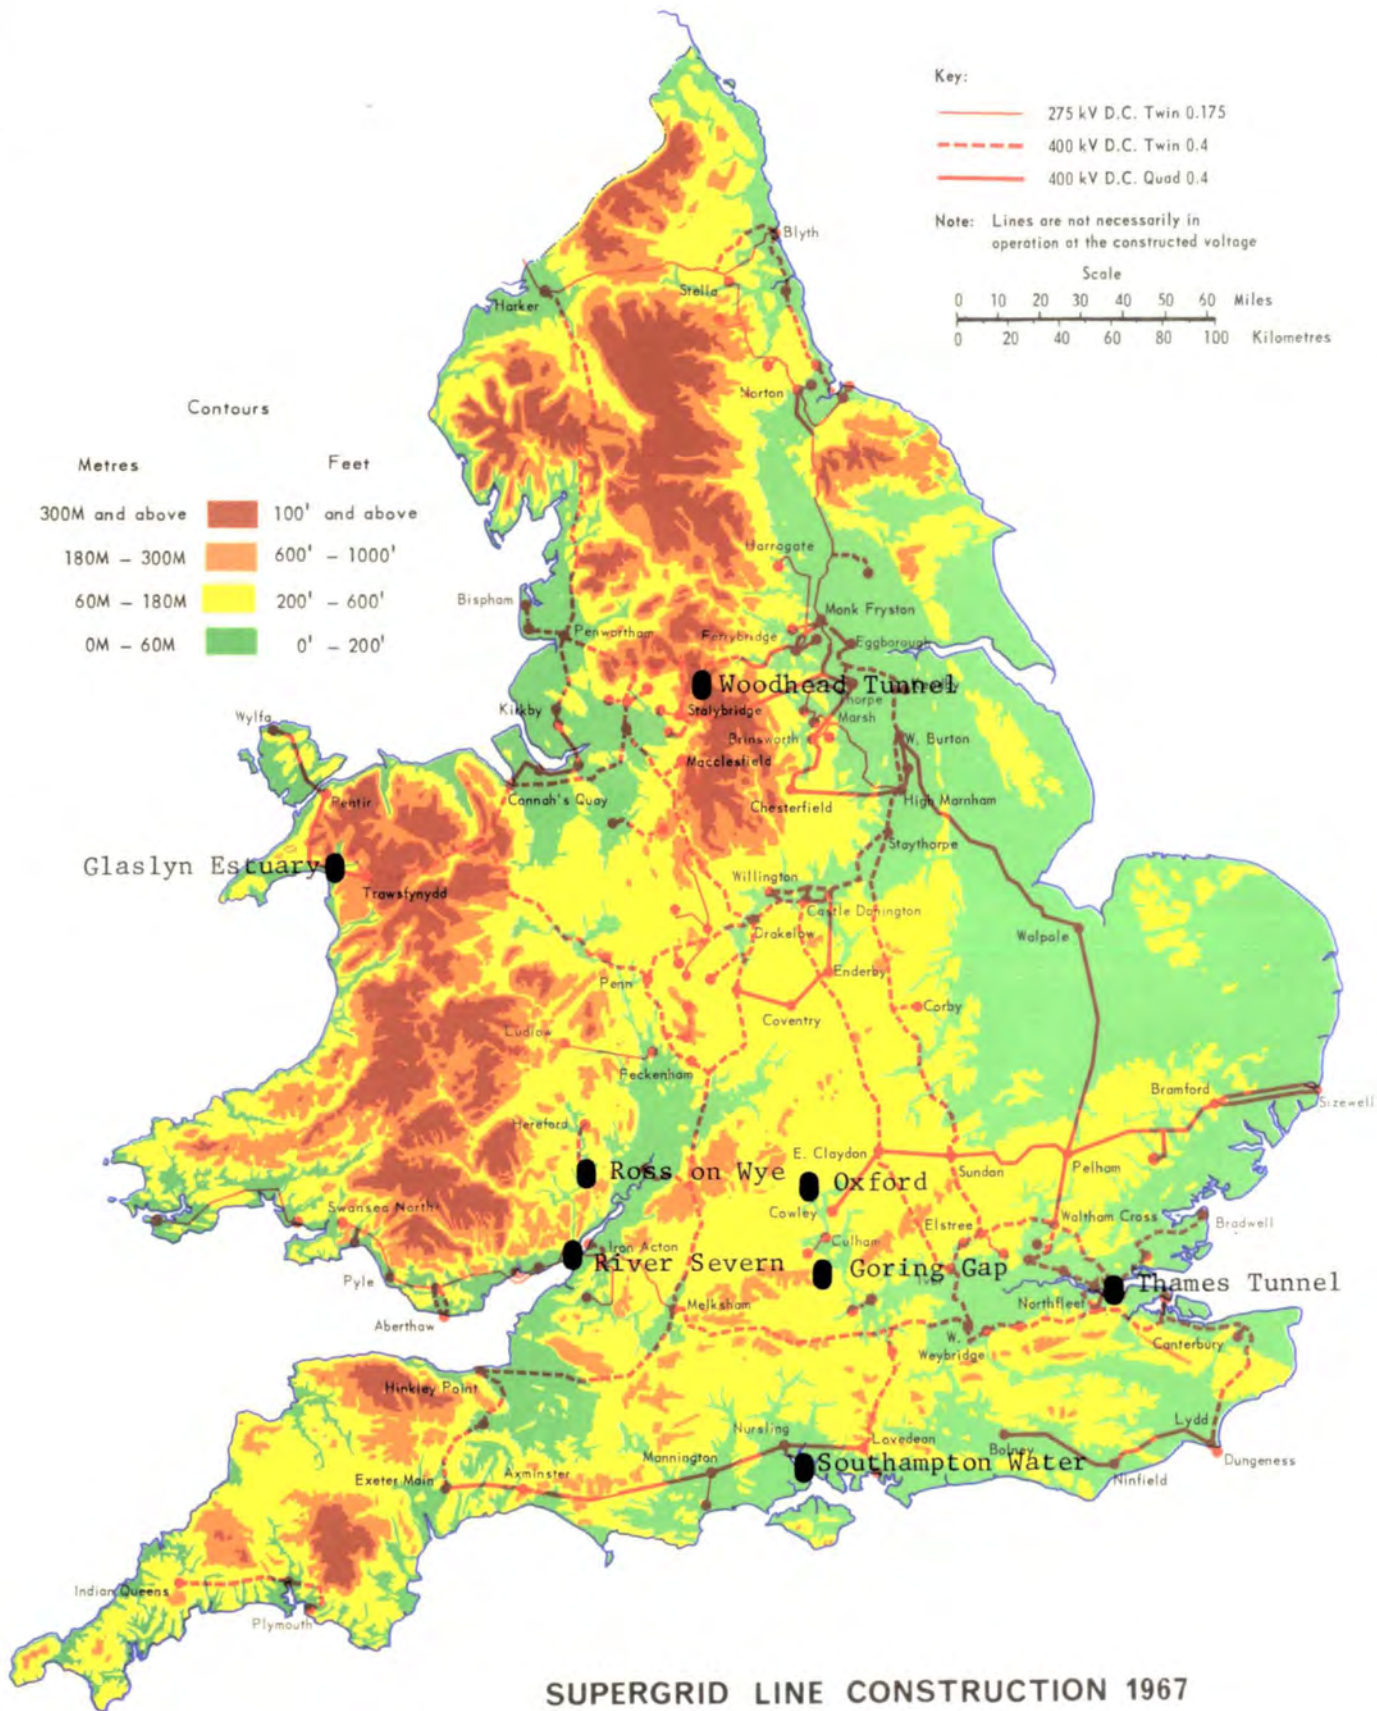 Key:
275 kV D.C. Twin 0.175
400 kV D.C. Twin 0.4
400 kV D.C. Quad 0.4
Note: Lines are not necessarily in
operation at the constructed voltage
Scale
0 10 20 30 40 50 60 Miles
0 20 40 60 80 100 Kilometres
Contours
Metres Feet
300M and above 100' and above
180M – 300M 600' – 1000'
60M – 180M 200' – 600'
0M – 60M 0' – 200'
Blyth
Stella
Harker
Norton
Harrogate
Bispham
Monk Fryston
Penwortham
Ferrybridge
Eggborough
Woodhead Tunnel
Thorpe
Kirkby
Stalybridge
Marsh
Wylfa
Brinsworth
W. Burton
Macclesfield
Pentir
Connah's Quay
Chesterfield
High Marnham
Staythorpe
Glaslyn Estuary
Trawsfynydd
Willington
Castle Donington
Drakelow
Walpole
Enderby
Penn
Corby
Coventry
Ludlow
Feckenham
Bramford
Sizewell
Hereford
E. Claydon
Sundon
Pelham
Ross on Wye
Oxford
Swansea North
Cowley
Elstree
Waltham Cross
Bradwell
Culham
Iron Acton
River Severn
Goring Gap
Iver
Thames Tunnel
Pyle
Melksham
Northfleet
Aberthaw
W.
Weybridge
Canterbury
Hinkley Point
Nursling
Lovedean
Bolney
Lydd
Mannington
Southampton Water
Dungeness
Exeter Main
Axminster
Ninfield
Indian Queens
Plymouth
SUPERGRID LINE CONSTRUCTION 1967